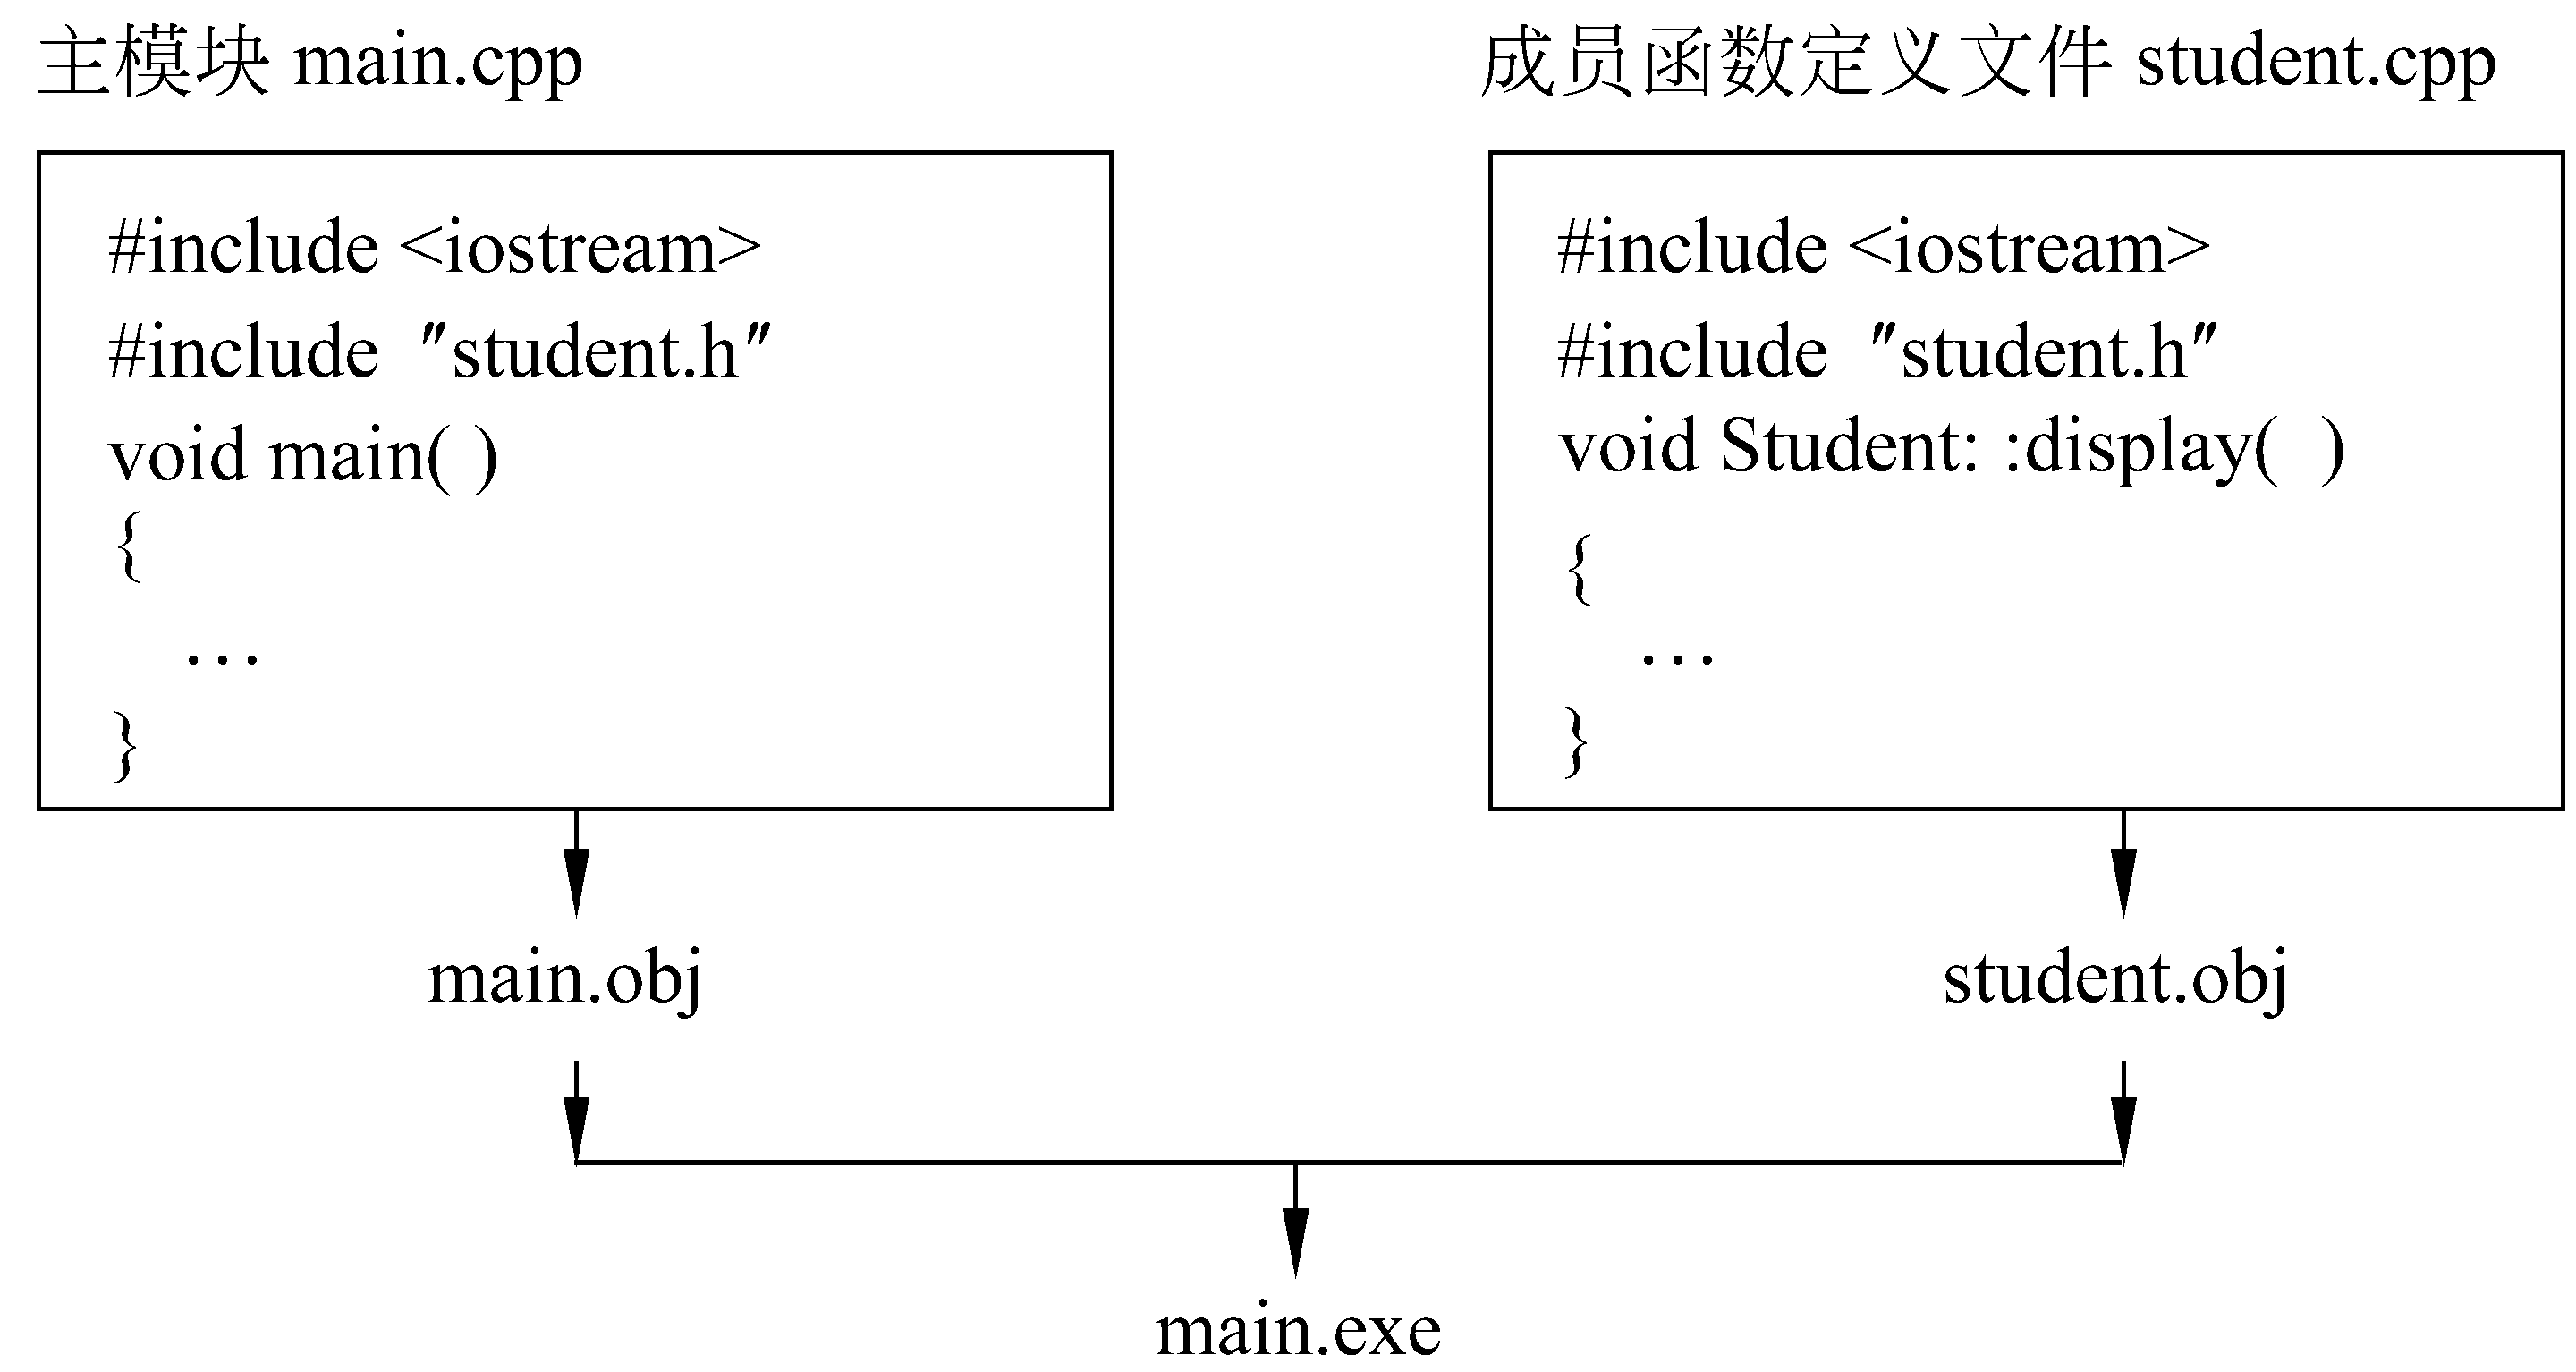 主模块 main.cpp
#include <iostream>
#include "student.h"
void main( )
{
…
}
main.obj
成员函数定义文件 student.cpp
#include <iostream>
#include "student.h"
void Student: :display( )
{
…
}
student.obj
main.exe